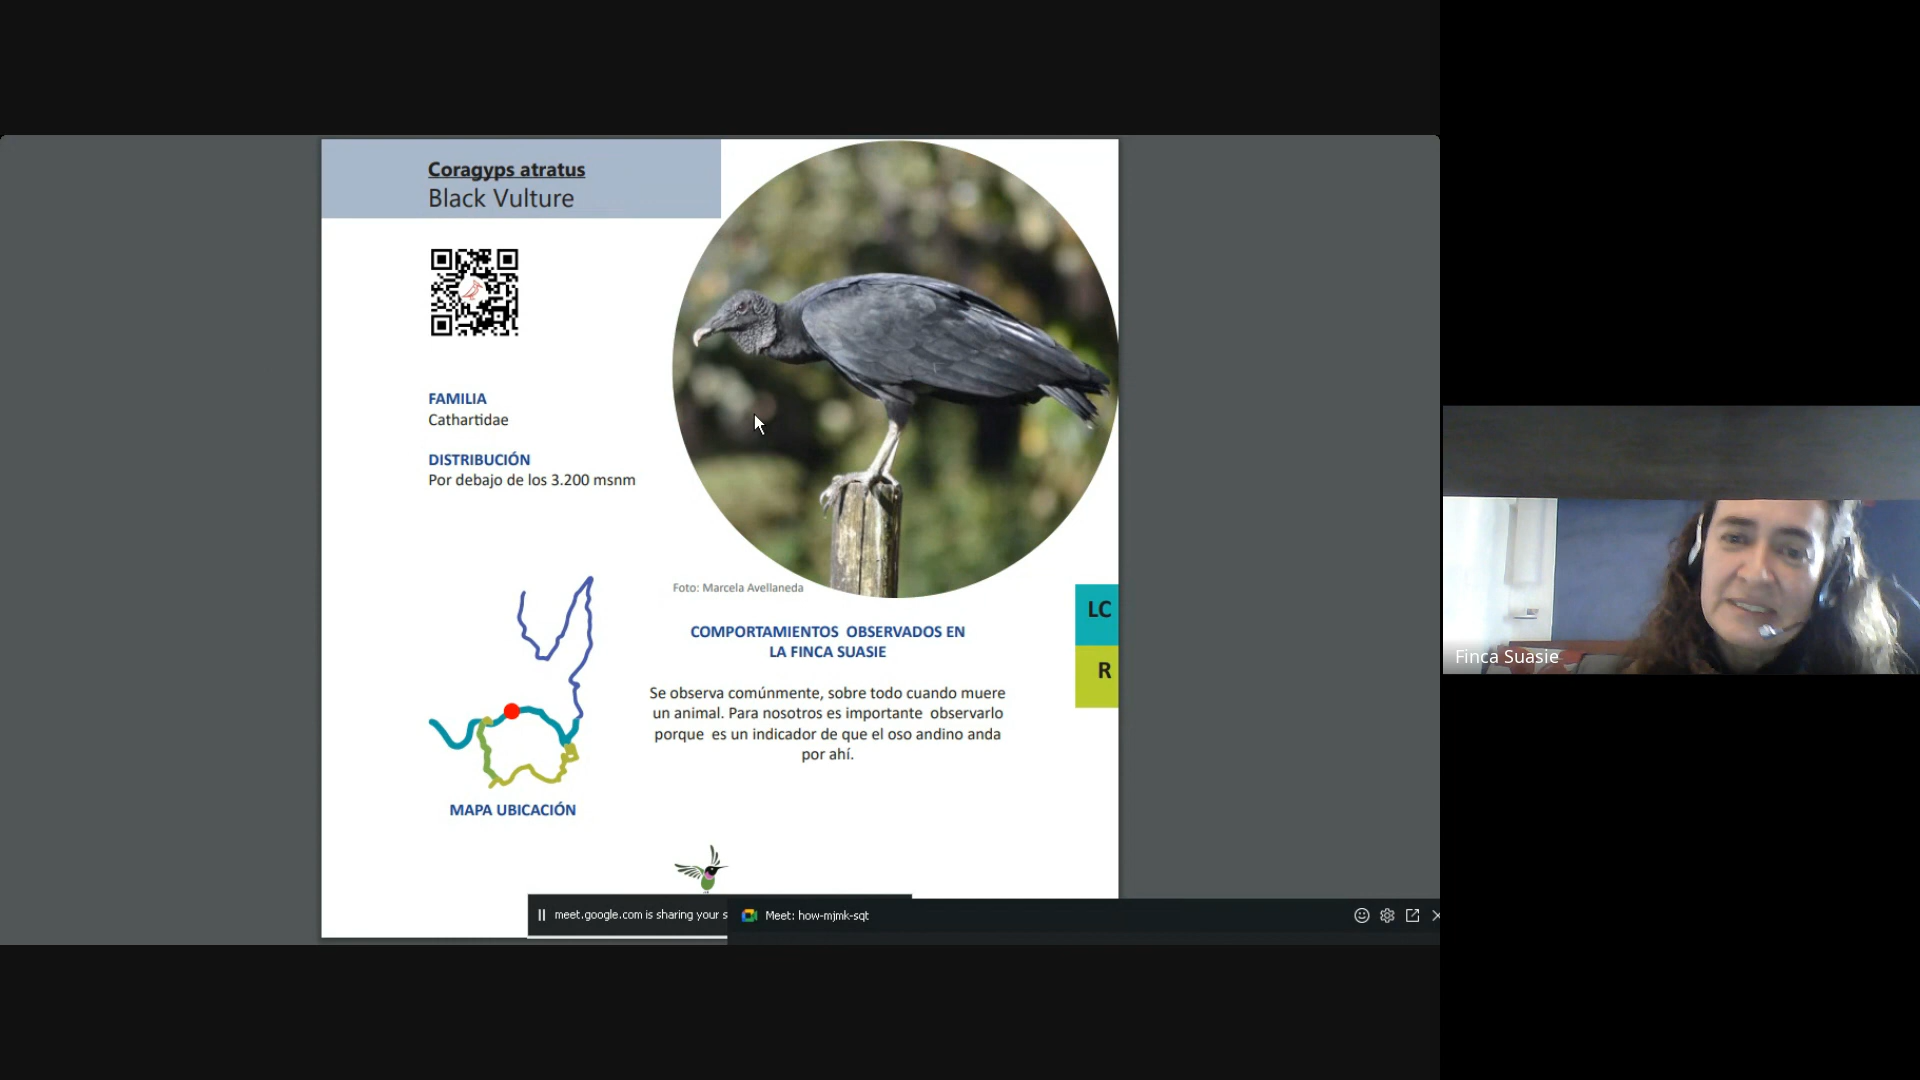 Coragyps atratus
Black Vulture
FAMILIA
Cathartidae
DISTRIBUCIÓN
Por debajo de los 3.200 msnm
Foto: Marcela Avellaneda
LC
R
COMPORTAMIENTOS OBSERVADOS EN
LA FINCA SUASIE
Se observa comúnmente, sobre todo cuando muere
un animal. Para nosotros es importante observarlo
porque es un indicador de que el oso andino anda
por ahí.
MAPA UBICACIÓN
meet.google.com is sharing your s
Meet: how-mjmk-sqt
Finca Suasie